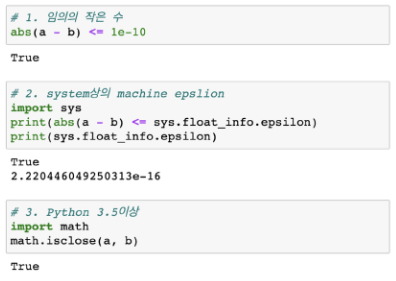 # 1. 임의의 작은 수
abs(a - b) <= 1e-10
True
# 2. system상의 machine epslion
import sys
print(abs(a - b) <= sys.float_info.epsilon)
print(sys.float_info.epsilon)
True
2.220446049250313e-16
# 3. Python 3.5이상
import math
math.isclose(a, b)
True